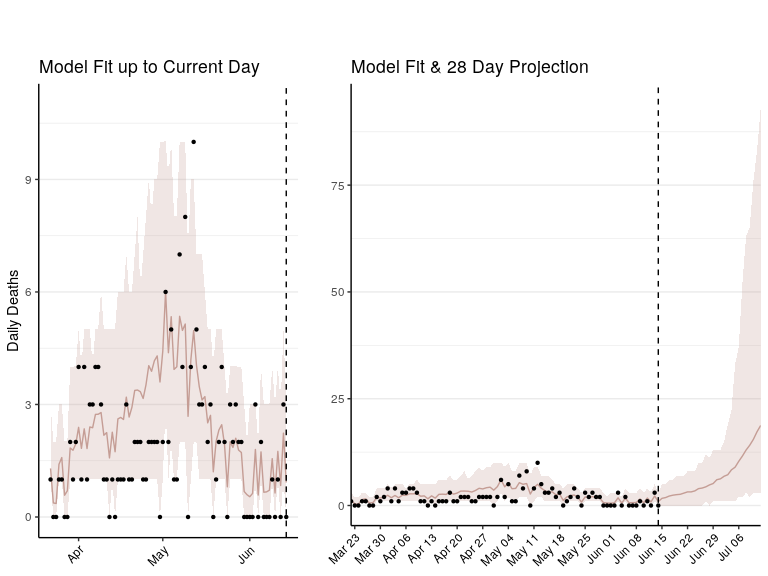 Model Fit up to Current Day
Model Fit & 28 Day Projection
Daily Deaths
9
6
3
0
Apr
May
Jun
75
50
25
0
Mar 23
Mar 30
Apr 06
Apr 13
Apr 20
Apr 27
May 04
May 11
May 18
May 25
Jun 01
Jun 08
Jun 15
Jun 22
Jun 29
Jul 06